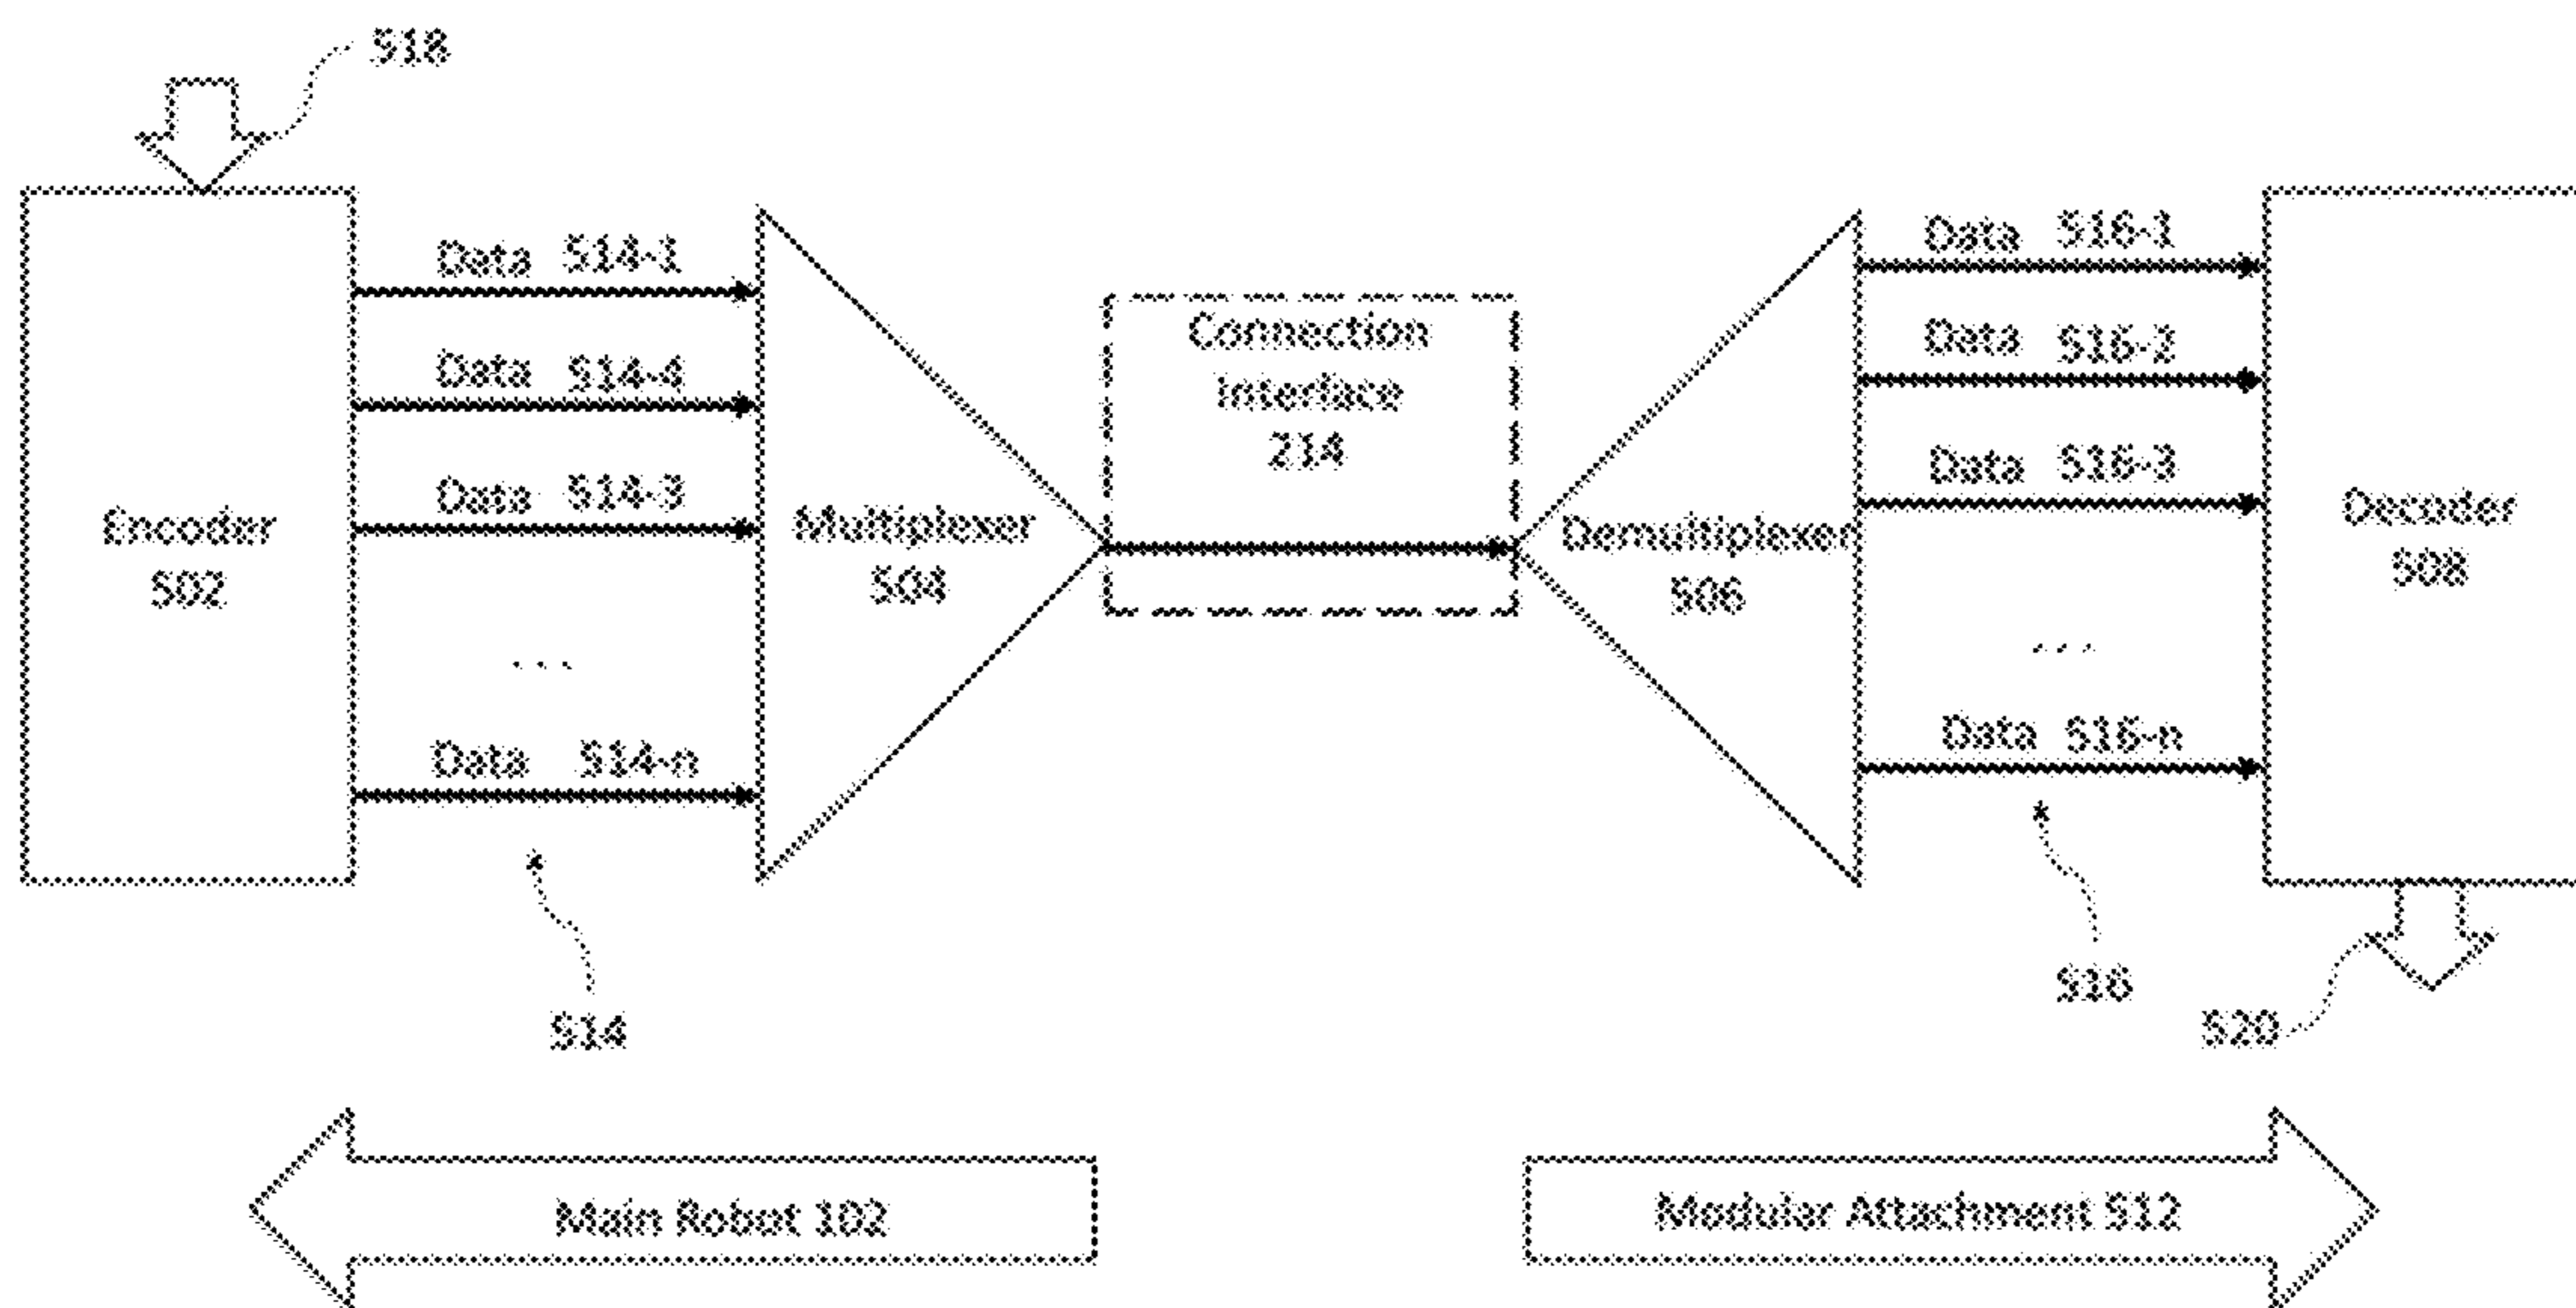 518
Data 514-1
Data 514-4
Data 514-3
...
Data 514-n
Encoder
502
Multiplexer
504
Connection
Interface
214
Demultiplexer
506
Data 516-1
Data 516-2
Data 516-3
...
Data 516-n
Decoder
508
514
516
520
Main Robot 102
Modular Attachment 512